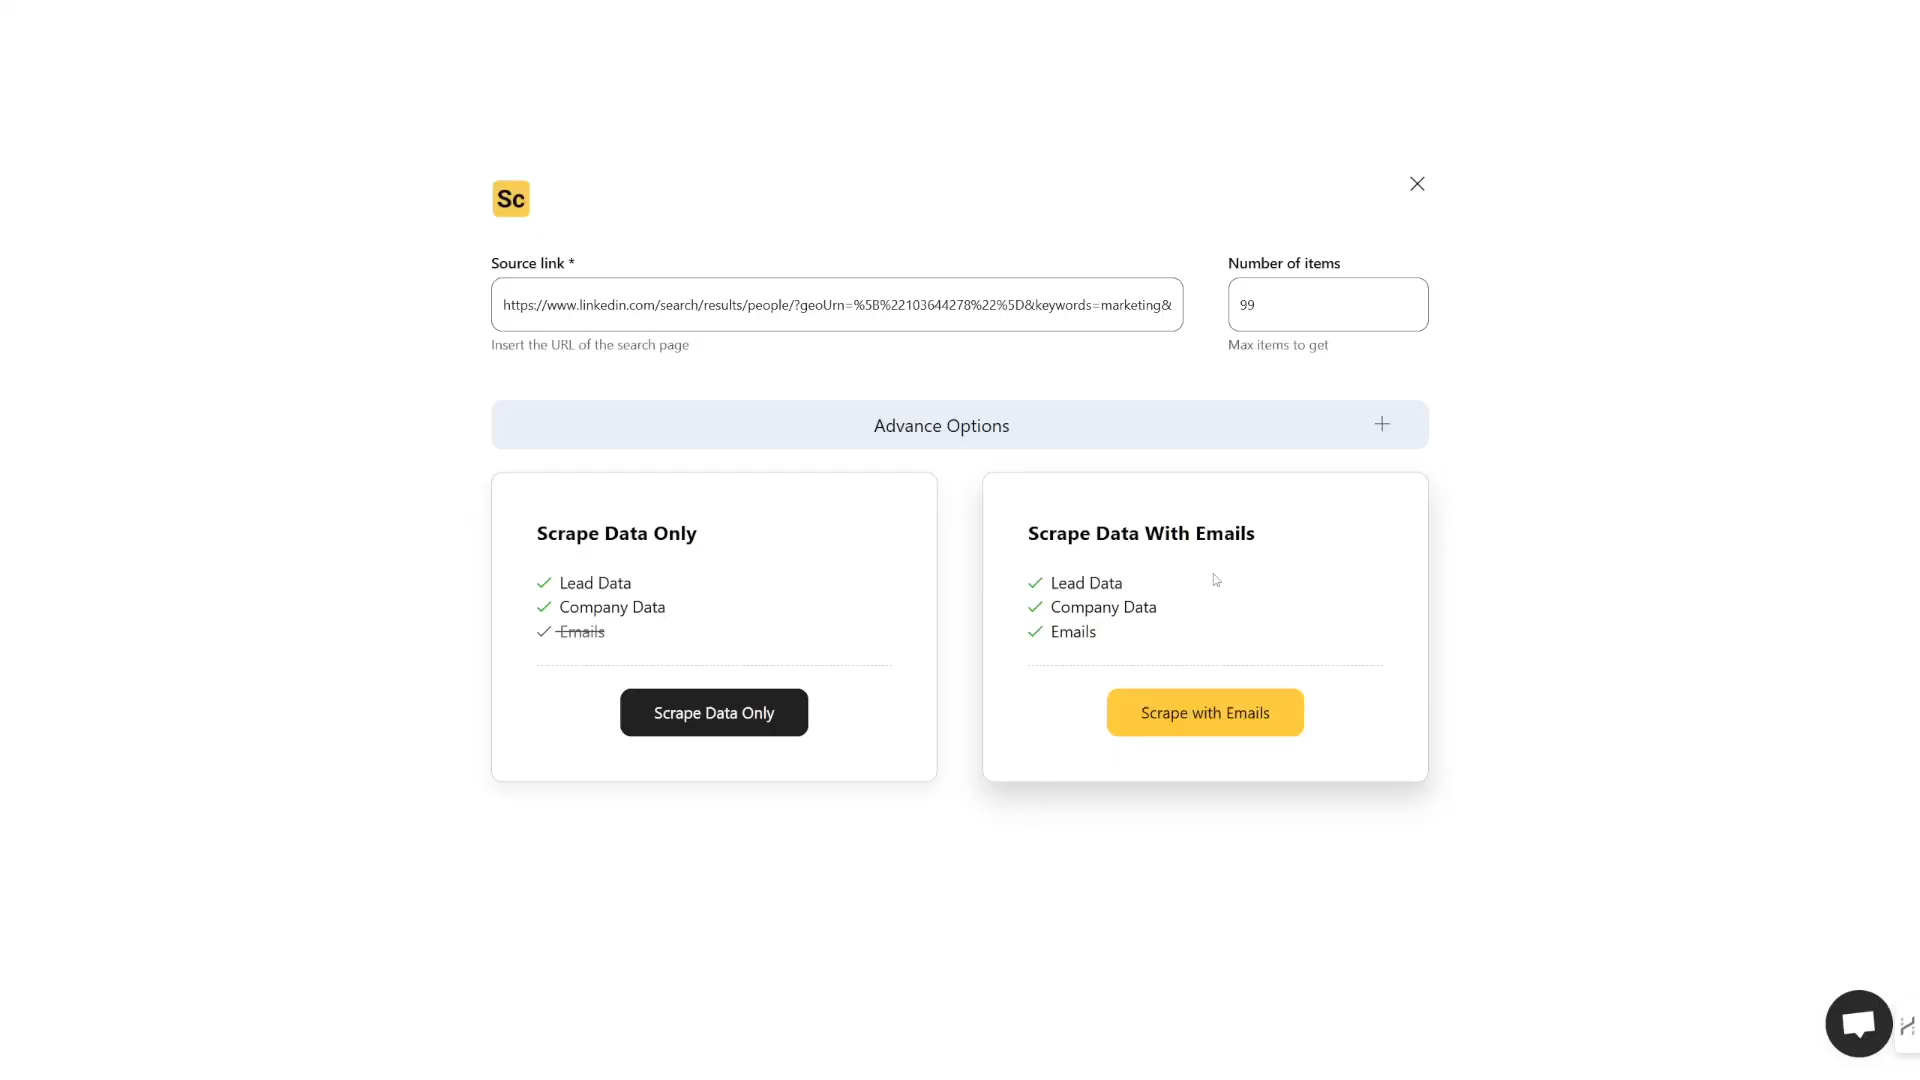 Sc
Source link *
Number of items
https://www.linkedin.com/search/results/people/?geoUrn=%5B%22103644278%22%5D&keywords=marketing&
99
Insert the URL of the search page
Max items to get
Advance Options
Scrape Data Only
Lead Data
Company Data
Emails
Scrape Data Only
Scrape Data With Emails
Lead Data
Company Data
Emails
Scrape with Emails